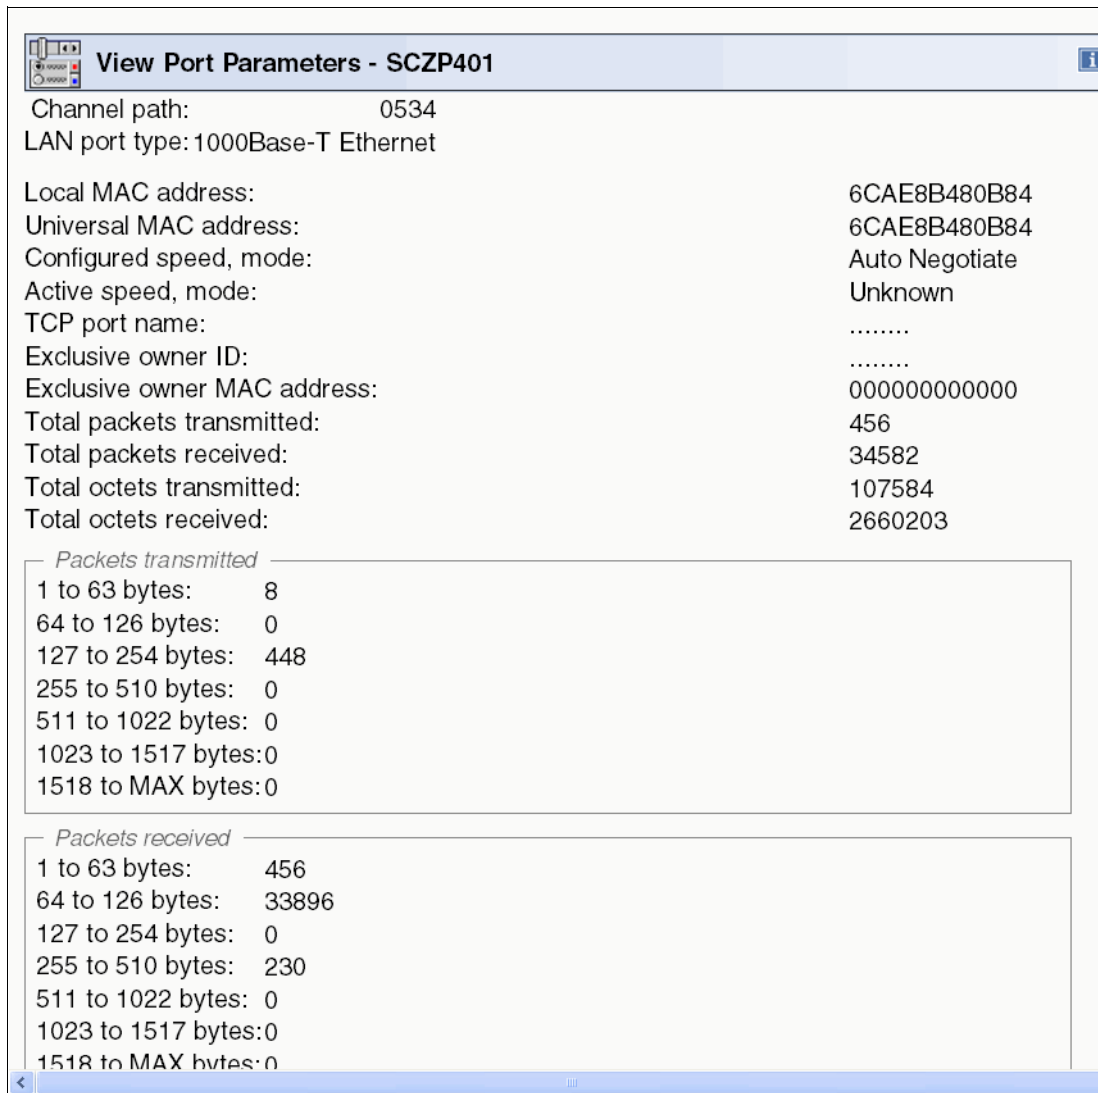 View Port Parameters - SCZP401
Channel path: 0534
LAN port type: 1000Base-T Ethernet
Local MAC address: 6CAE8B480B84
Universal MAC address: 6CAE8B480B84
Configured speed, mode: Auto Negotiate
Active speed, mode: Unknown
TCP port name: ........
Exclusive owner ID: ........
Exclusive owner MAC address: 000000000000
Total packets transmitted: 456
Total packets received: 34582
Total octets transmitted: 107584
Total octets received: 2660203
Packets transmitted
1 to 63 bytes: 8
64 to 126 bytes: 0
127 to 254 bytes: 448
255 to 510 bytes: 0
511 to 1022 bytes: 0
1023 to 1517 bytes: 0
1518 to MAX bytes: 0
Packets received
1 to 63 bytes: 456
64 to 126 bytes: 33896
127 to 254 bytes: 0
255 to 510 bytes: 230
511 to 1022 bytes: 0
1023 to 1517 bytes: 0
1518 to MAX bytes: 0